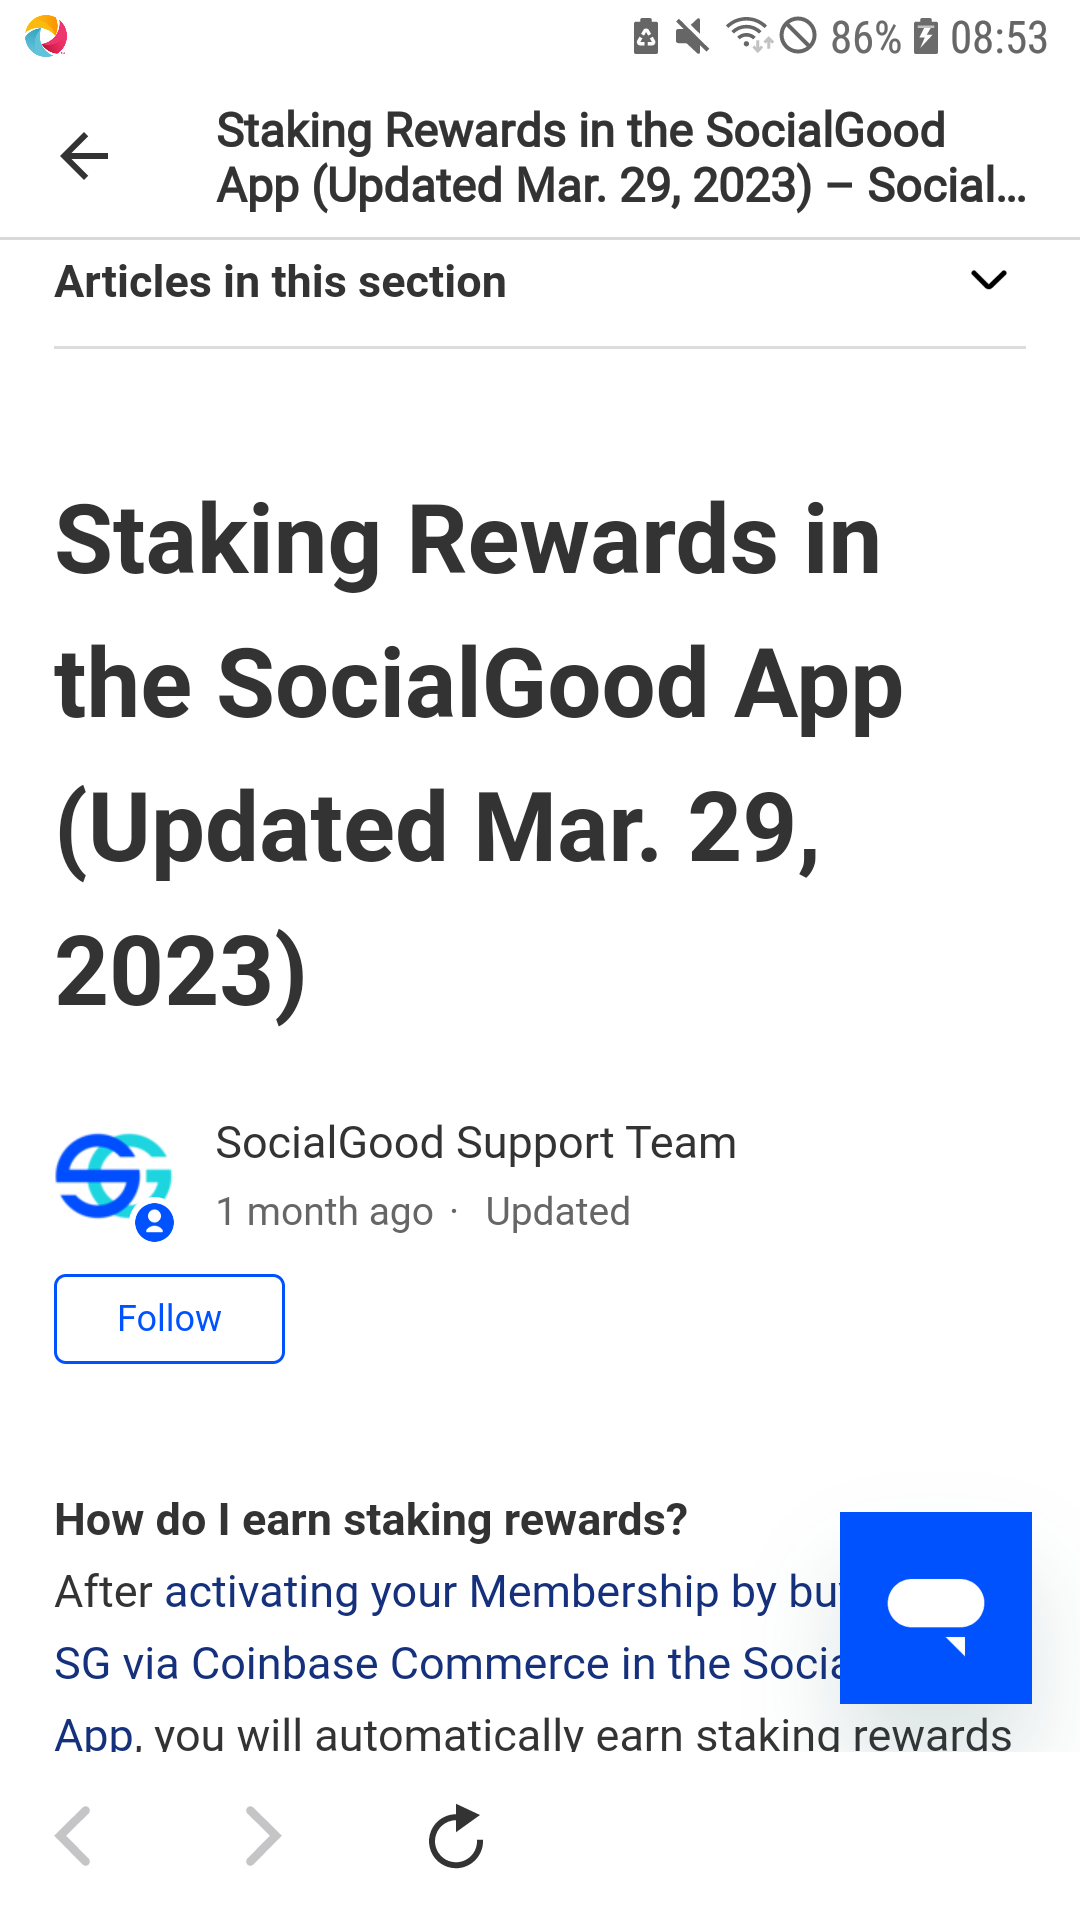 86% 08:53
Staking Rewards in the SocialGood
App (Updated Mar. 29, 2023) – Social...
Articles in this section
Staking Rewards in
the SocialGood App
(Updated Mar. 29,
2023)
SocialGood Support Team
1 month ago · Updated
Follow
How do I earn staking rewards?
After activating your Membership by bu
SG via Coinbase Commerce in the Socia
App, you will automatically earn staking rewards